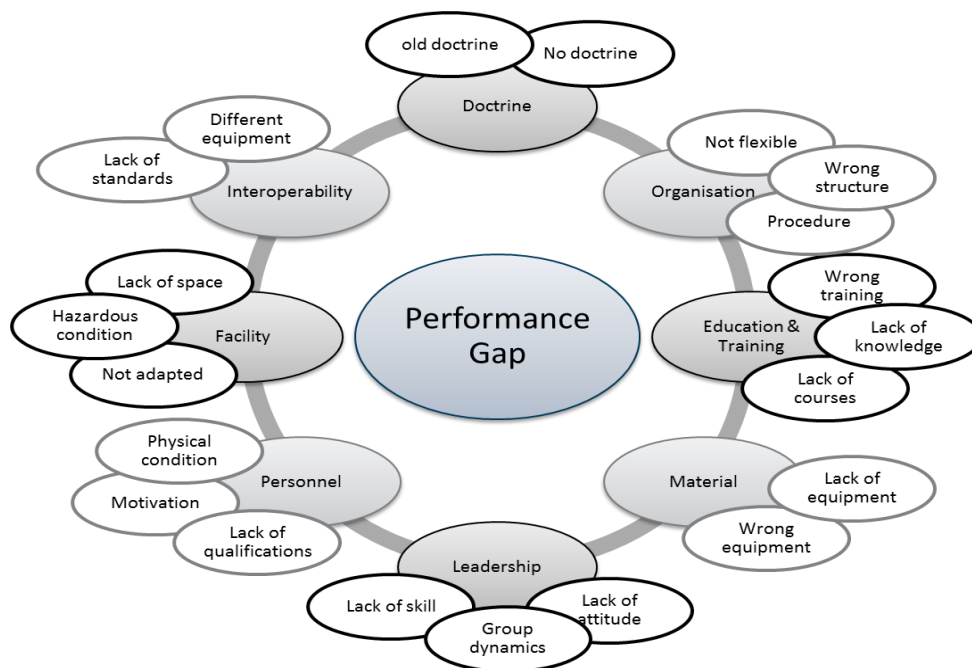 old doctrine
No doctrine
Doctrine
Not flexible
Wrong
structure
Organisation
Procedure
Wrong
training
Education &
Training
Lack of
knowledge
Lack of
courses
Material
Lack of
equipment
Wrong
equipment
Leadership
Lack of skill
Group
dynamics
Lack of
attitude
Personnel
Physical
condition
Motivation
Lack of
qualifications
Facility
Lack of space
Hazardous
condition
Not adapted
Interoperability
Different
equipment
Lack of
standards
Performance
Gap